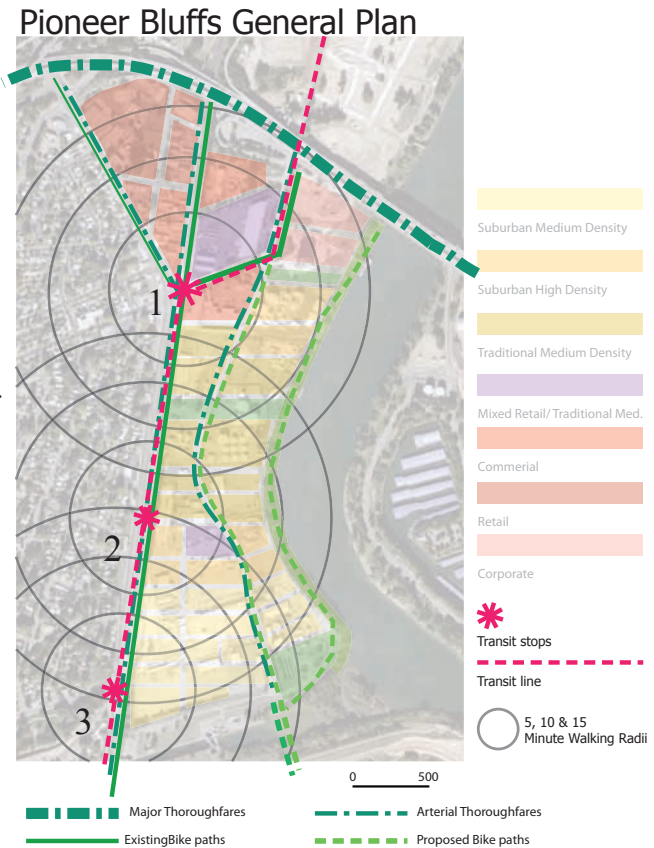 Pioneer Bluffs General Plan
1
2
3
Suburban Medium Density
Suburban High Density
Traditional Medium Density
Mixed Retail/ Traditional Med.
Commerial
Retail
Corporate
Transit stops
Transit line
5, 10 & 15
Minute Walking Radii
0 500
Major Thoroughfares
Arterial Thoroughfares
ExistingBike paths
Proposed Bike paths